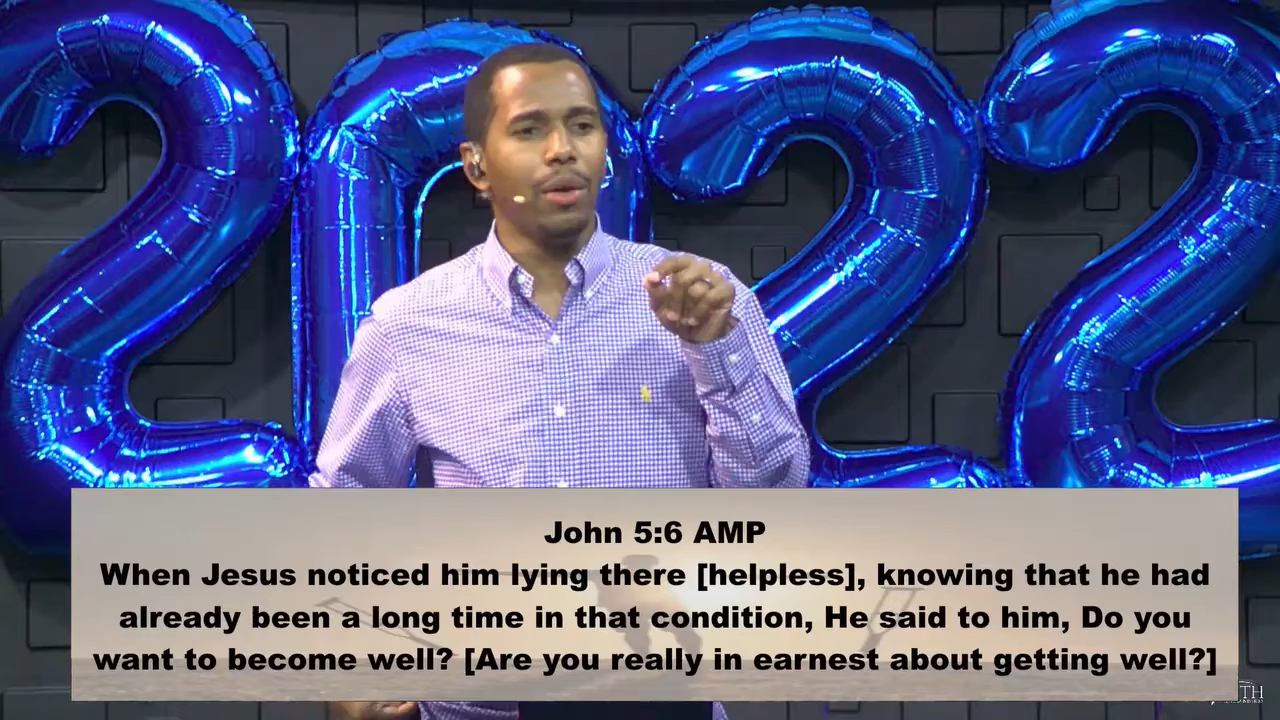 2022
John 5:6 AMP
When Jesus noticed him lying there [helpless], knowing that he had
already been a long time in that condition, He said to him, Do you
want to become well? [Are you really in earnest about getting well?]
TH